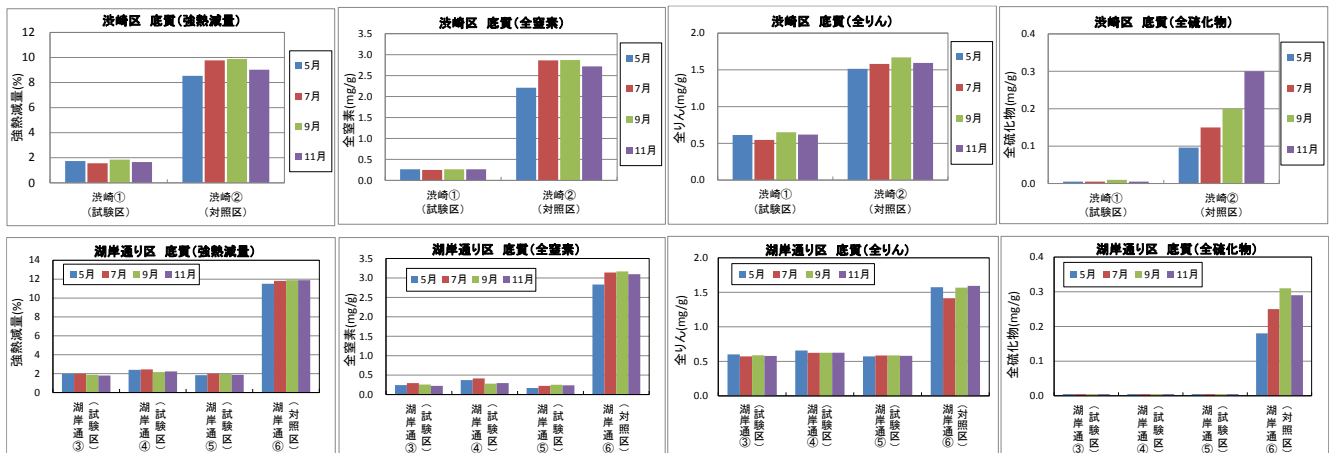 渋崎区 底質(強熱減量)
強熱減量(%)
12
10
8
6
4
2
0
5月
7月
9月
11月
渋崎① 渋崎②
(試験区) (対照区)
渋崎区 底質(全窒素)
全窒素(mg/g)
3.5
3.0
2.5
2.0
1.5
1.0
0.5
0.0
5月
7月
9月
11月
渋崎① 渋崎②
(試験区) (対照区)
渋崎区 底質(全りん)
全りん(mg/g)
2.0
1.5
1.0
0.5
0.0
5月
7月
9月
11月
渋崎① 渋崎②
(試験区) (対照区)
渋崎区 底質(全硫化物)
全硫化物(mg/g)
0.4
0.3
0.2
0.1
0.0
5月
7月
9月
11月
渋崎① 渋崎②
(試験区) (対照区)
湖岸通り区 底質(強熱減量)
強熱減量(%)
14
12
10
8
6
4
2
0
5月 7月 9月 11月
湖岸通③
(試験区)
湖岸通④
(試験区)
湖岸通⑤
(試験区)
湖岸通⑥
(対照区)
湖岸通り区 底質(全窒素)
全窒素(mg/g)
3.5
3.0
2.5
2.0
1.5
1.0
0.5
0.0
5月 7月 9月 11月
湖岸通③
(試験区)
湖岸通④
(試験区)
湖岸通⑤
(試験区)
湖岸通⑥
(対照区)
湖岸通り区 底質(全りん)
全りん(mg/g)
2.0
1.5
1.0
0.5
0.0
5月 7月 9月 11月
湖岸通③
(試験区)
湖岸通④
(試験区)
湖岸通⑤
(試験区)
湖岸通⑥
(対照区)
湖岸通り区 底質(全硫化物)
全硫化物(mg/g)
0.4
0.3
0.2
0.1
0.0
5月 7月 9月 11月
湖岸通③
(試験区)
湖岸通④
(試験区)
湖岸通⑤
(試験区)
湖岸通⑥
(対照区)